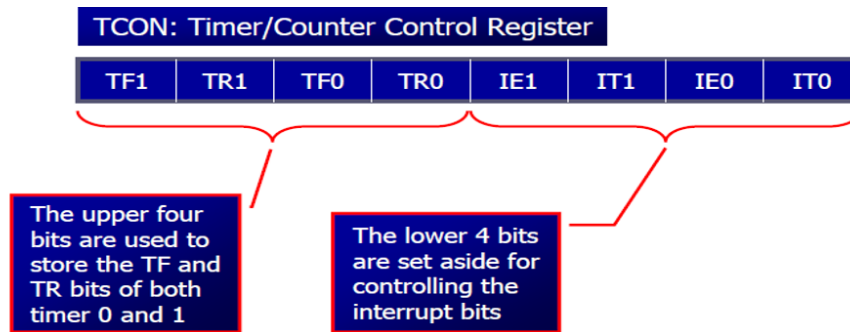 TCON: Timer/Counter Control Register
TF1 TR1 TF0 TR0 IE1 IT1 IE0 IT0
The upper four
bits are used to
store the TF and
TR bits of both
timer 0 and 1
The lower 4 bits
are set aside for
controlling the
interrupt bits